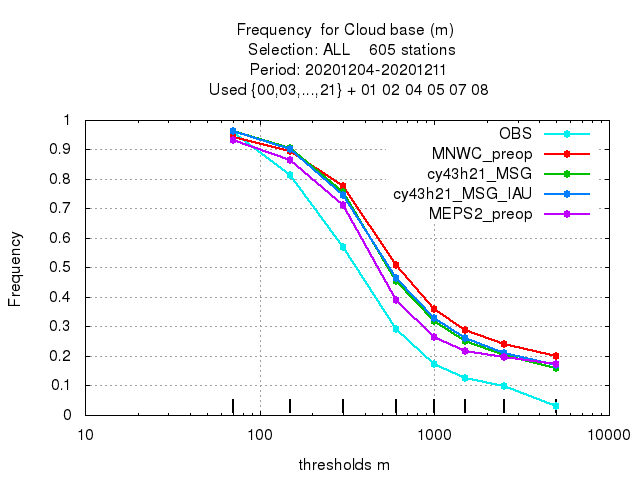 Frequency  for Cloud base (m)
Selection: ALL    605 stations
Period: 20201204-20201211
Used {00,03,...,21} + 01 02 04 05 07 08
1
0.9
0.8
0.7
0.6
0.5
0.4
0.3
0.2
0.1
0
Frequency
OBS
MNWC_preop
cy43h21_MSG
cy43h21_MSG_IAU
MEPS2_preop
10
100
1000
10000
thresholds m